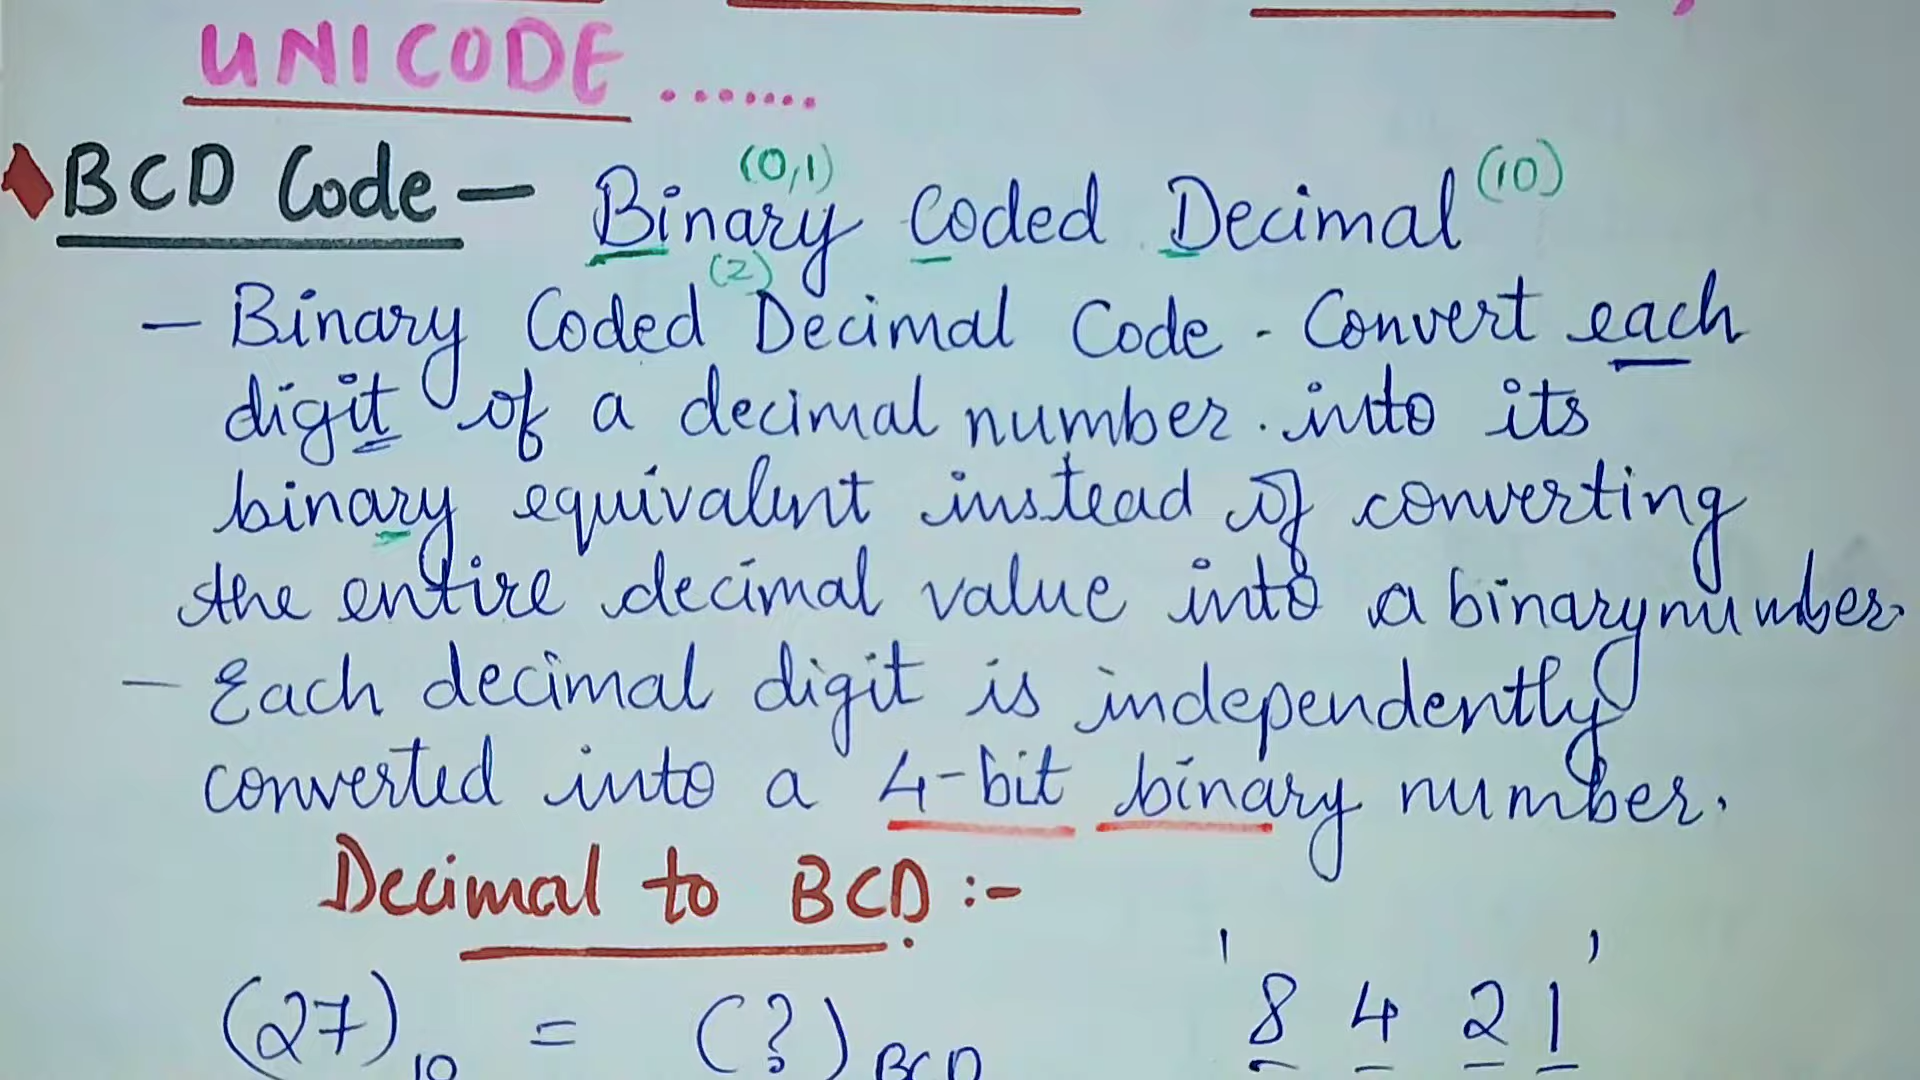 UNICODE .......
BCD Code - Binary Coded Decimal
(0,1)
(10)
(2)
- Binary Coded Decimal Code - Convert each
digit of a decimal number into its
binary equivalent instead of converting
the entire decimal value into a binary number.
- Each decimal digit is independently
converted into a 4-bit binary number.
Decimal to BCD :-
(27)10 = (?)BCD
'8 4 2 1'